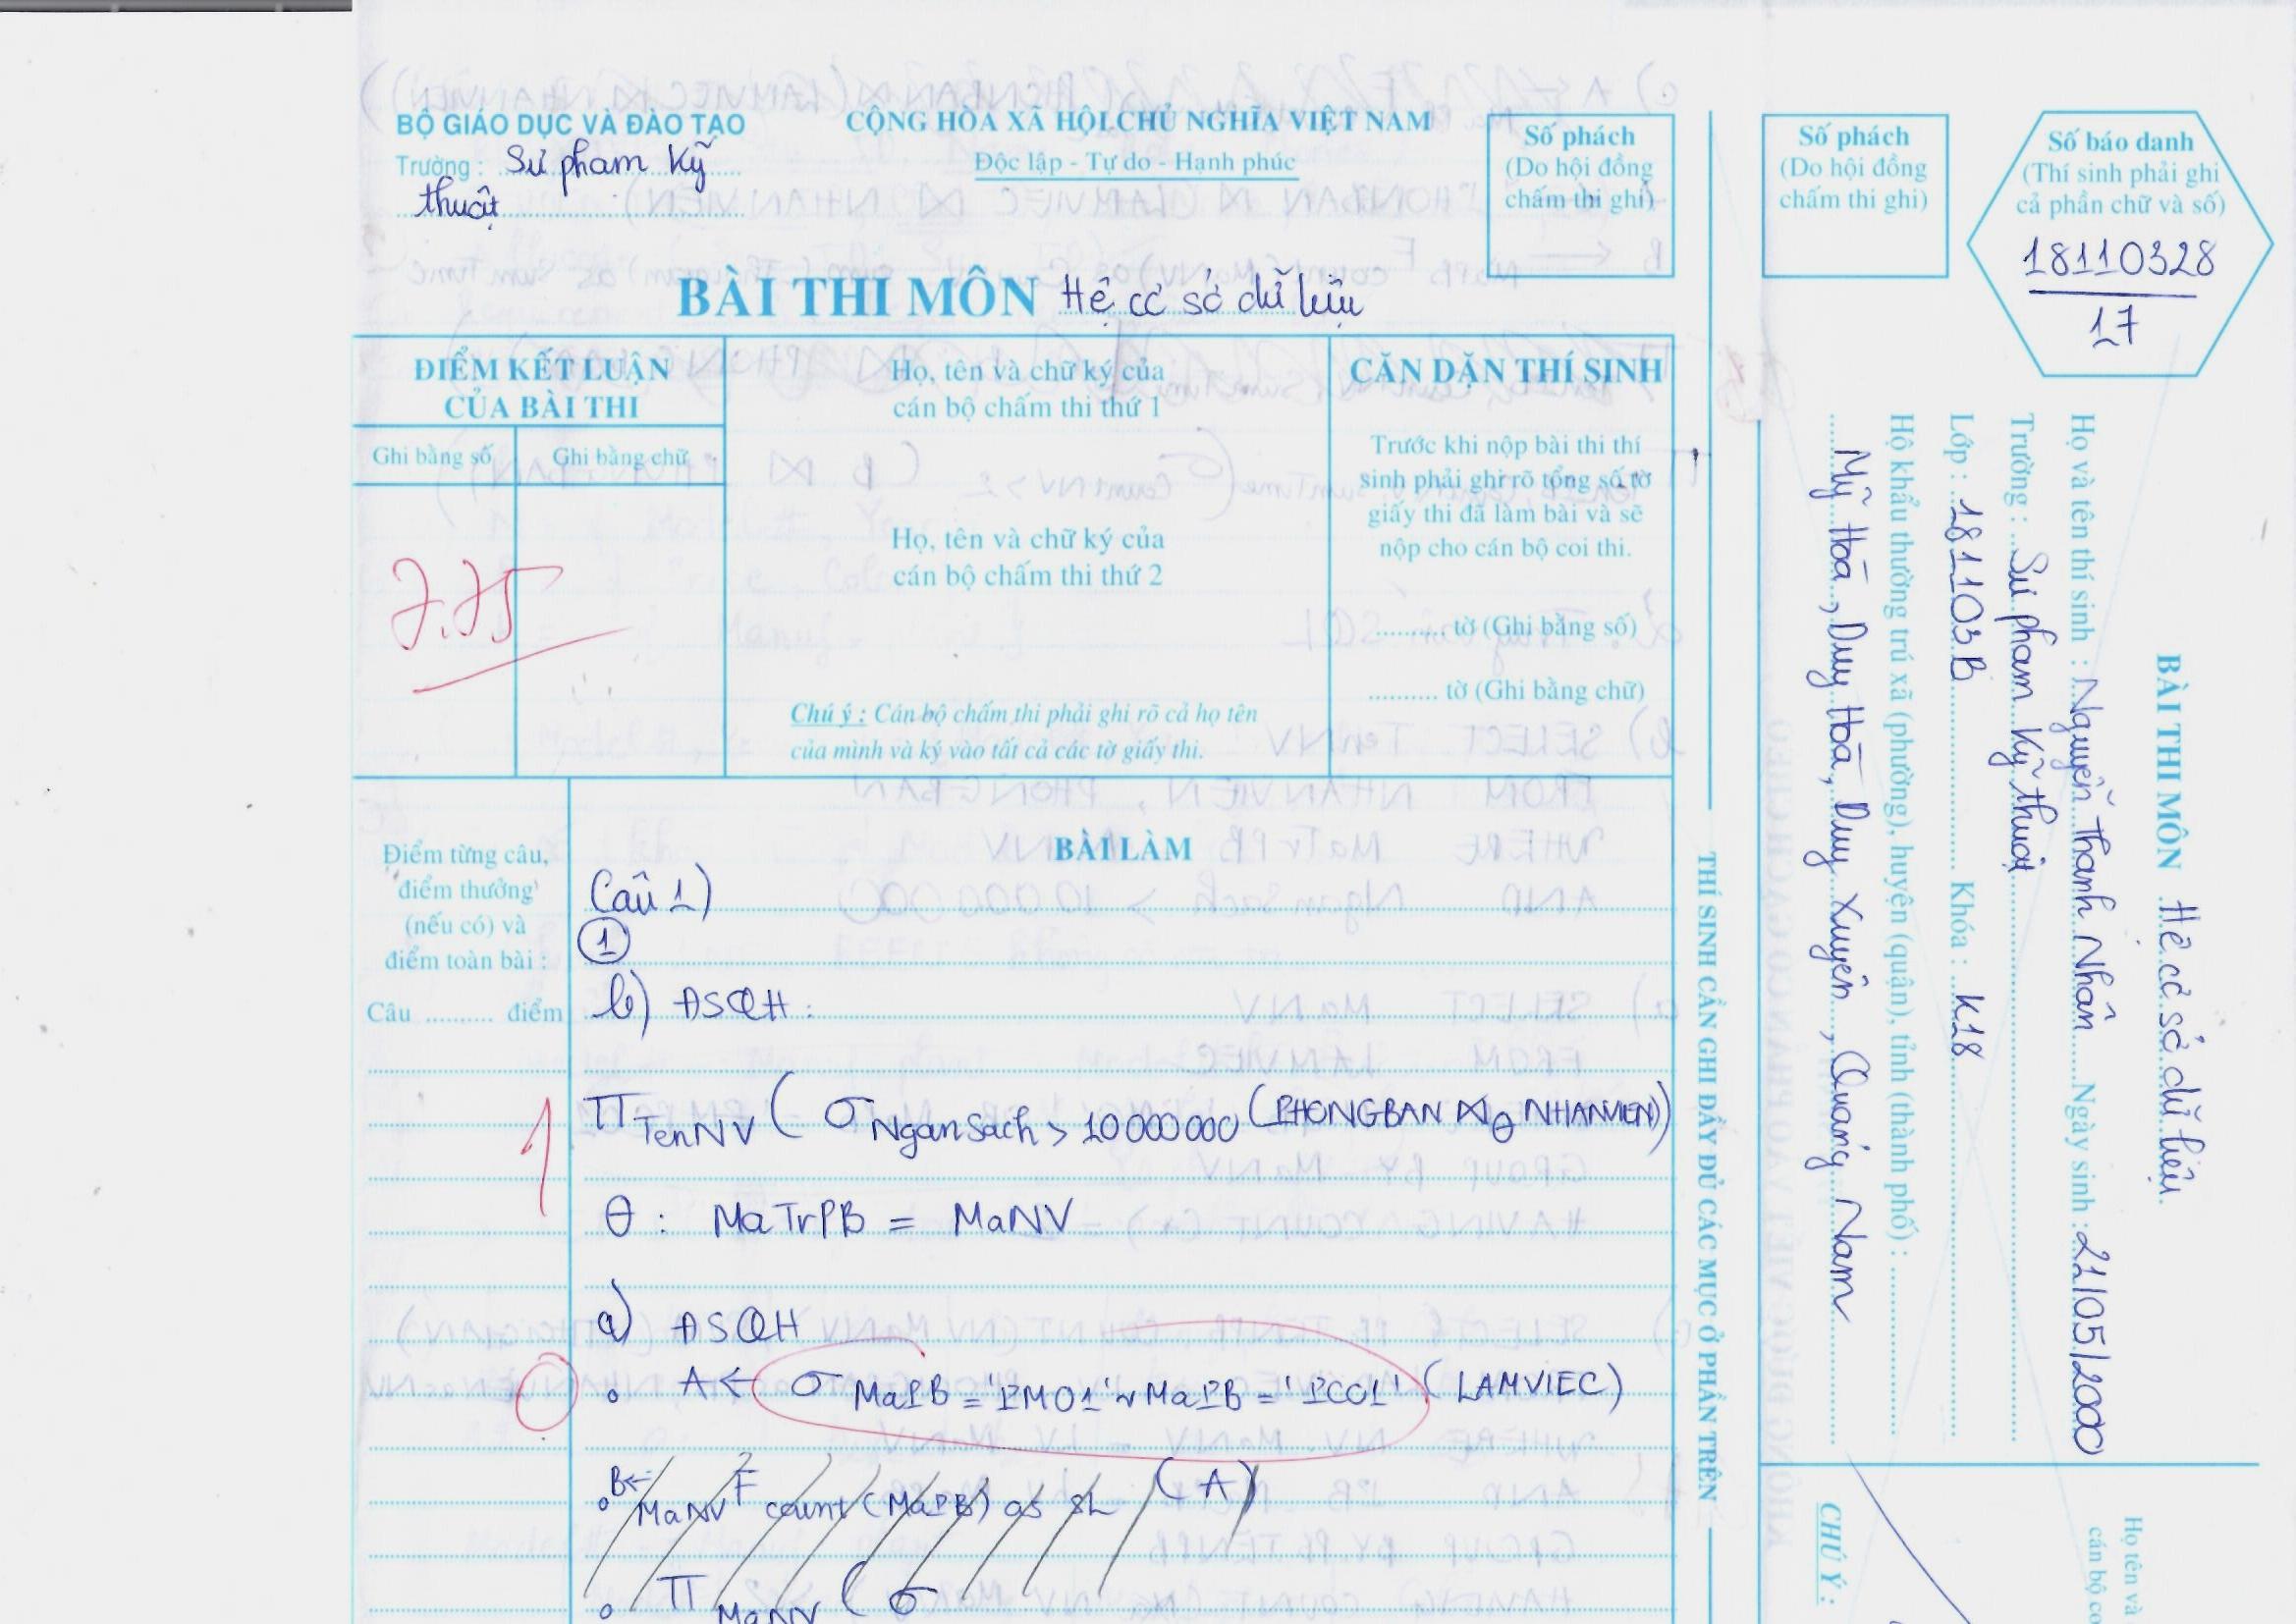 BỘ GIÁO DỤC VÀ ĐÀO TẠO
Trường : Sư phạm Kỹ
thuật
CỘNG HÒA XÃ HỘI CHỦ NGHĨA VIỆT NAM
Độc lập - Tự do - Hạnh phúc
Số phách
(Do hội đồng
chấm thi ghi)
BÀI THI MÔN Hệ cơ sở dữ liệu
ĐIỂM KẾT LUẬN
CỦA BÀI THI
Ghi bằng số
Ghi bằng chữ
7.75
Họ, tên và chữ ký của
cán bộ chấm thi thứ 1
Họ, tên và chữ ký của
cán bộ chấm thi thứ 2
Chú ý : Cán bộ chấm thi phải ghi rõ cả họ tên
của mình và ký vào tất cả các tờ giấy thi.
CĂN DẶN THÍ SINH
Trước khi nộp bài thi thí
sinh phải ghi rõ tổng số tờ
giấy thi đã làm bài và sẽ
nộp cho cán bộ coi thi.
.......... tờ (Ghi bằng số)
.......... tờ (Ghi bằng chữ)
Điểm từng câu,
điểm thưởng
(nếu có) và
điểm toàn bài :
Câu .......... điểm
1
0
BÀI LÀM
Câu 1)
1
b) ĐSQH :
π TenNV ( σ NganSach > 10000000 (PHONGBAN ⋈ θ NHANVIEN))
θ : MaTrPB = MaNV
a) ĐSQH
A ← σ MaPB = 'PM01' ∨ MaPB = 'PC01' ( LAMVIEC)
B← MaNV F count (MaPB) as SL (A)
π MaNV ( σ
THÍ SINH CẦN GHI ĐẦY ĐỦ CÁC MỤC Ở PHẦN TRÊN
Số phách
(Do hội đồng
chấm thi ghi)
Số báo danh
(Thí sinh phải ghi
cả phần chữ và số)
18110328
17
BÀI THI MÔN Hệ cơ sở dữ liệu
Họ và tên thí sinh : Nguyễn Thanh Nhân Ngày sinh : 21/05/2000
Trường : Sư phạm Kỹ thuật
Lớp : 181103B Khóa : K18
Hộ khẩu thường trú xã (phường), huyện (quận), tỉnh (thành phố) :
Mỹ Hoà, Duy Hoà, Duy Xuyên, Quảng Nam
Họ tên và
cán bộ co
CHÚ Ý :